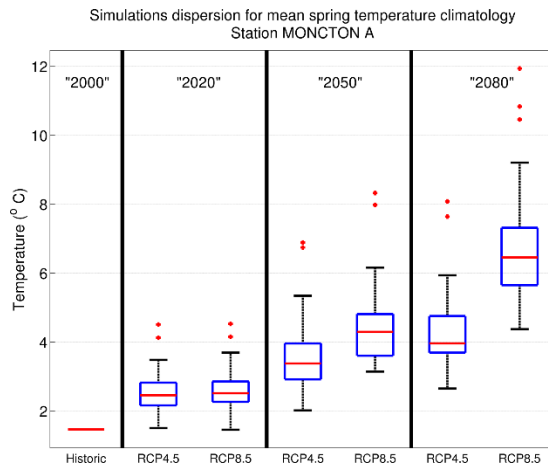 Simulations dispersion for mean spring temperature climatology
Station MONCTON A
"2000" "2020" "2050" "2080"
Temperature (° C)
12
10
8
6
4
2
Historic RCP4.5 RCP8.5 RCP4.5 RCP8.5 RCP4.5 RCP8.5